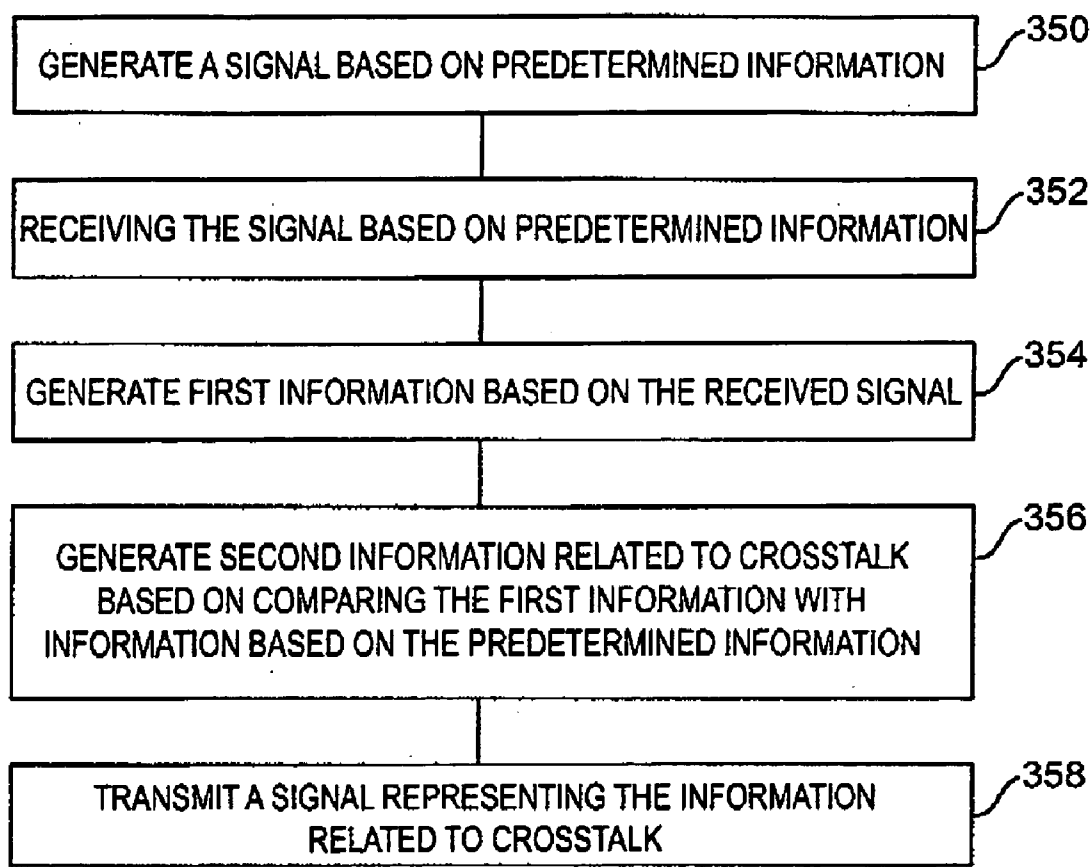 350
GENERATE A SIGNAL BASED ON PREDETERMINED INFORMATION
352
RECEIVING THE SIGNAL BASED ON PREDETERMINED INFORMATION
354
GENERATE FIRST INFORMATION BASED ON THE RECEIVED SIGNAL
356
GENERATE SECOND INFORMATION RELATED TO CROSSTALK
BASED ON COMPARING THE FIRST INFORMATION WITH
INFORMATION BASED ON THE PREDETERMINED INFORMATION
358
TRANSMIT A SIGNAL REPRESENTING THE INFORMATION
RELATED TO CROSSTALK